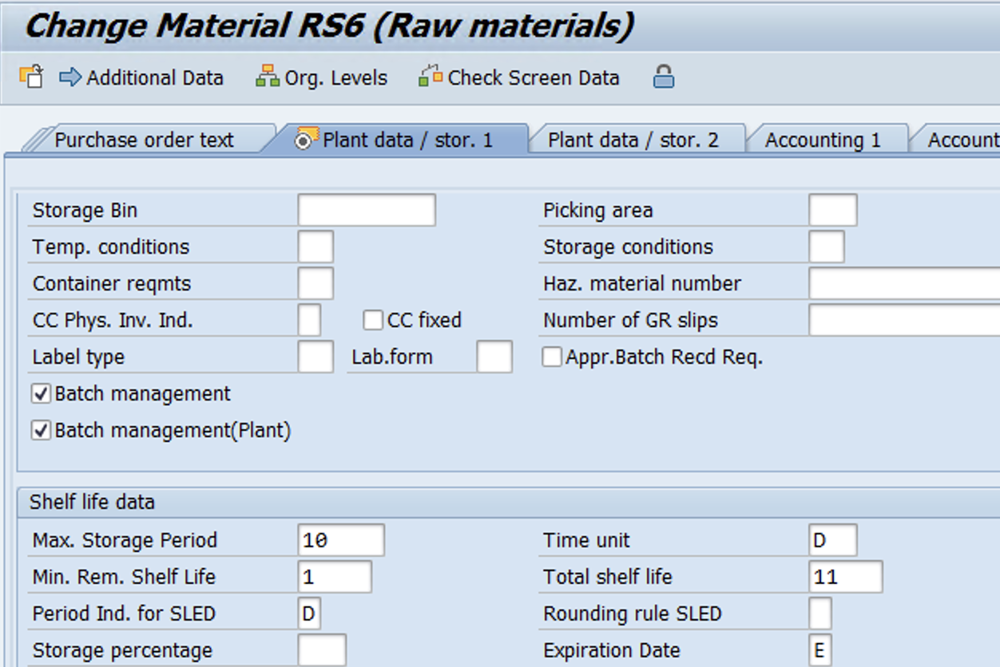 Change Material RS6 (Raw materials)
Additional Data Org. Levels Check Screen Data
Purchase order text Plant data / stor. 1 Plant data / stor. 2 Accounting 1 Account
Storage Bin Picking area
Temp. conditions Storage conditions
Container reqmts Haz. material number
CC Phys. Inv. Ind. CC fixed Number of GR slips
Label type Lab.form Appr.Batch Recd Req.
Batch management
Batch management(Plant)
Shelf life data
Max. Storage Period 10 Time unit D
Min. Rem. Shelf Life 1 Total shelf life 11
Period Ind. for SLED D Rounding rule SLED
Storage percentage Expiration Date E